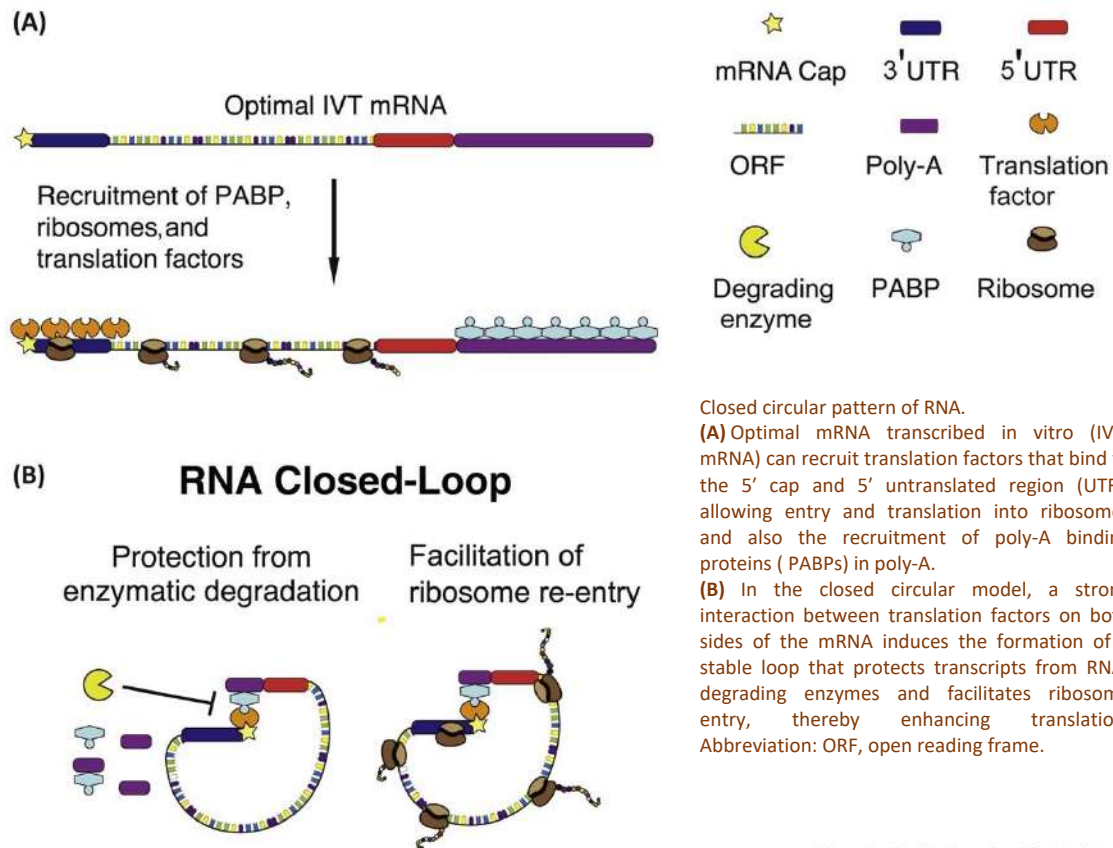 (A)
Optimal IVT mRNA
Recruitment of PABP,
ribosomes,and
translation factors
mRNA Cap
3'UTR
5'UTR
ORF
Poly-A
Translation
factor
Degrading
enzyme
PABP
Ribosome
(B)
RNA Closed-Loop
Protection from
enzymatic degradation
Facilitation of
ribosome re-entry
Closed circular pattern of RNA.
(A) Optimal mRNA transcribed in vitro (IV
mRNA) can recruit translation factors that bind
the 5' cap and 5' untranslated region (UTR
allowing entry and translation into ribosome
and also the recruitment of poly-A bindin
proteins ( PABPs) in poly-A.
(B) In the closed circular model, a stron
interaction between translation factors on bot
sides of the mRNA induces the formation of
stable loop that protects transcripts from RNA
degrading enzymes and facilitates ribosom
entry, thereby enhancing translatio
Abbreviation: ORF, open reading frame.